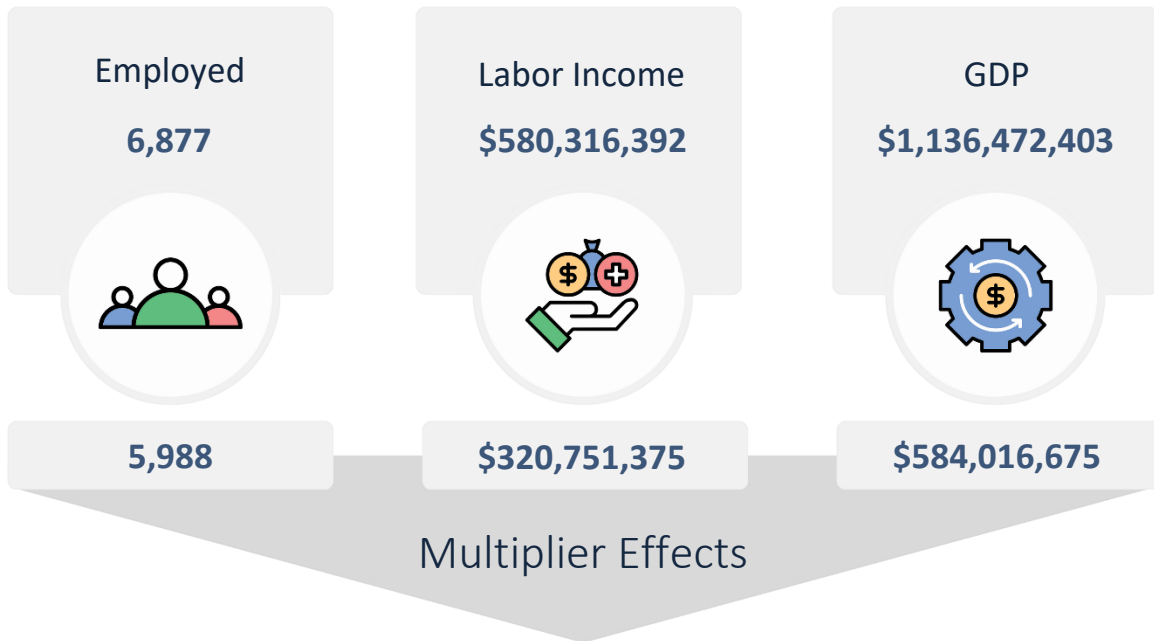 Employed
6,877
Labor Income
$580,316,392
GDP
$1,136,472,403
5,988
$320,751,375
$584,016,675
Multiplier Effects